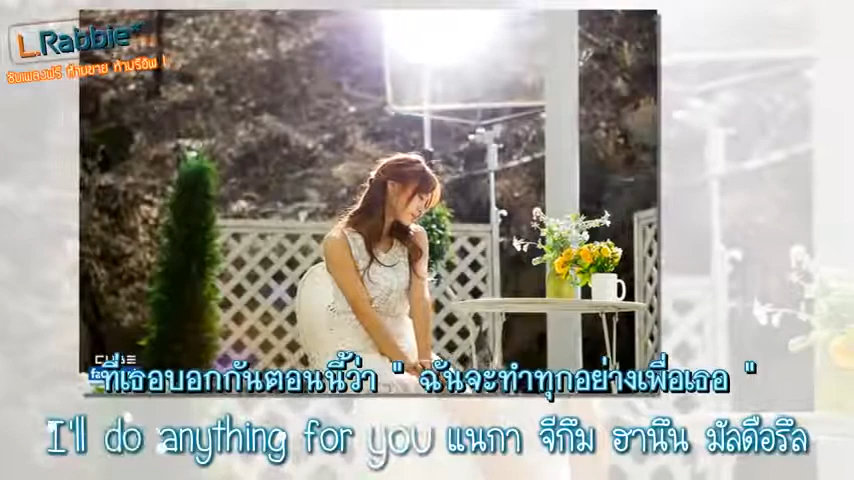 L.Rabbie*
ซับเพลงฟรี ห้ามขาย ห้ามรีอัพ !
CUBE
ที่เธอบอกกันตอนนี้ว่า " ฉันจะทำทุกอย่างเพื่อเธอ "
I'll do anything for you แนกา จีกึม ฮานึน มัลดือรึล